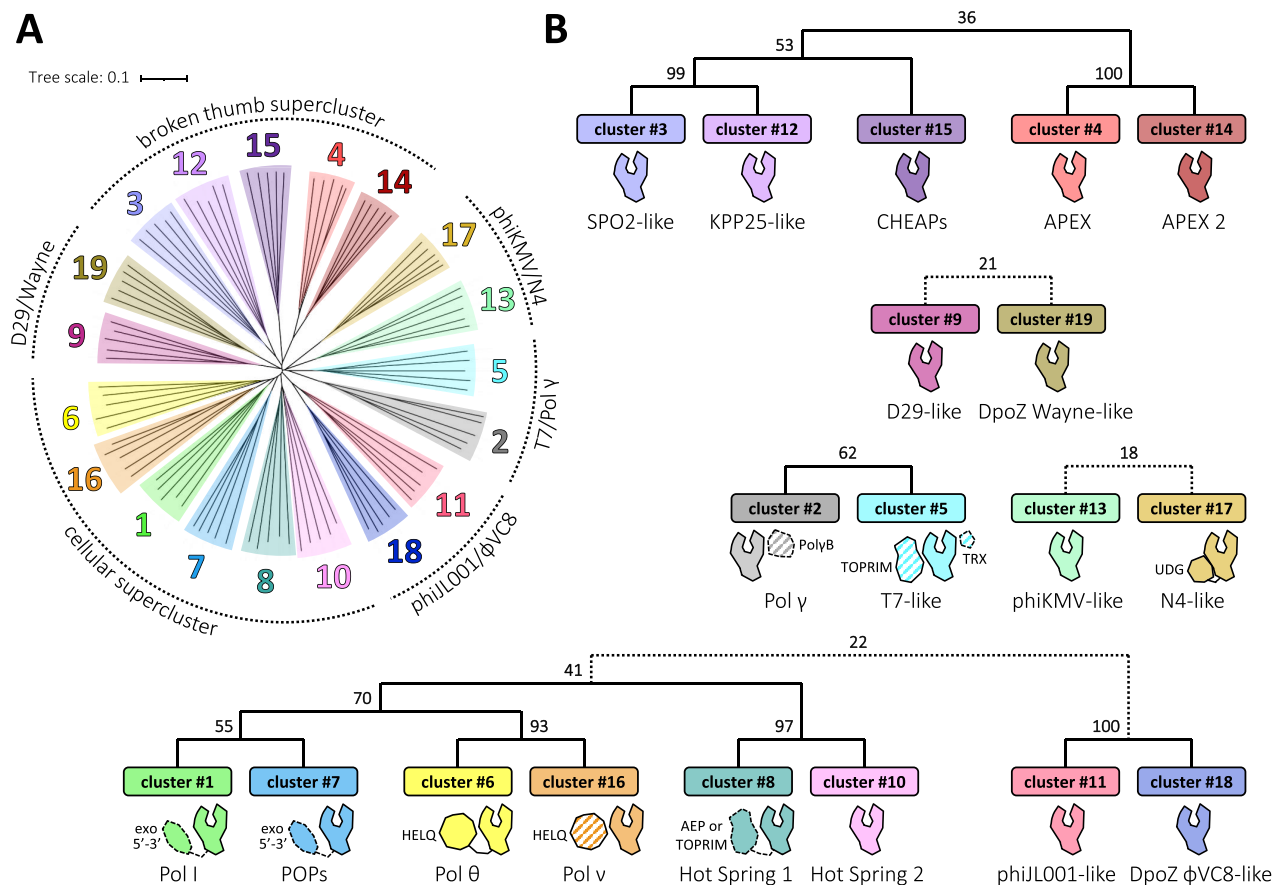 A
Tree scale: 0.1
broken thumb supercluster
phiKMV/N4
T7/Pol γ
phiJL001/ϕVC8
cellular supercluster
D29/Wayne
15
4
14
17
13
5
2
11
18
10
8
7
1
16
6
9
19
3
12
B
36
53
99
100
cluster #3
cluster #12
cluster #15
cluster #4
cluster #14
SPO2-like
KPP25-like
CHEAPs
APEX
APEX 2
21
cluster #9
cluster #19
D29-like
DpoZ Wayne-like
62
18
cluster #2
cluster #5
cluster #13
cluster #17
PolyB
TOPRIM
TRX
UDG
Pol γ
T7-like
phiKMV-like
N4-like
22
41
70
55
93
97
100
cluster #1
cluster #7
cluster #6
cluster #16
cluster #8
cluster #10
cluster #11
cluster #18
exo
5'-3'
exo
5'-3'
HELQ
HELQ
AEP or
TOPRIM
Pol I
POPs
Pol θ
Pol ν
Hot Spring 1
Hot Spring 2
phiJL001-like
DpoZ ϕVC8-like